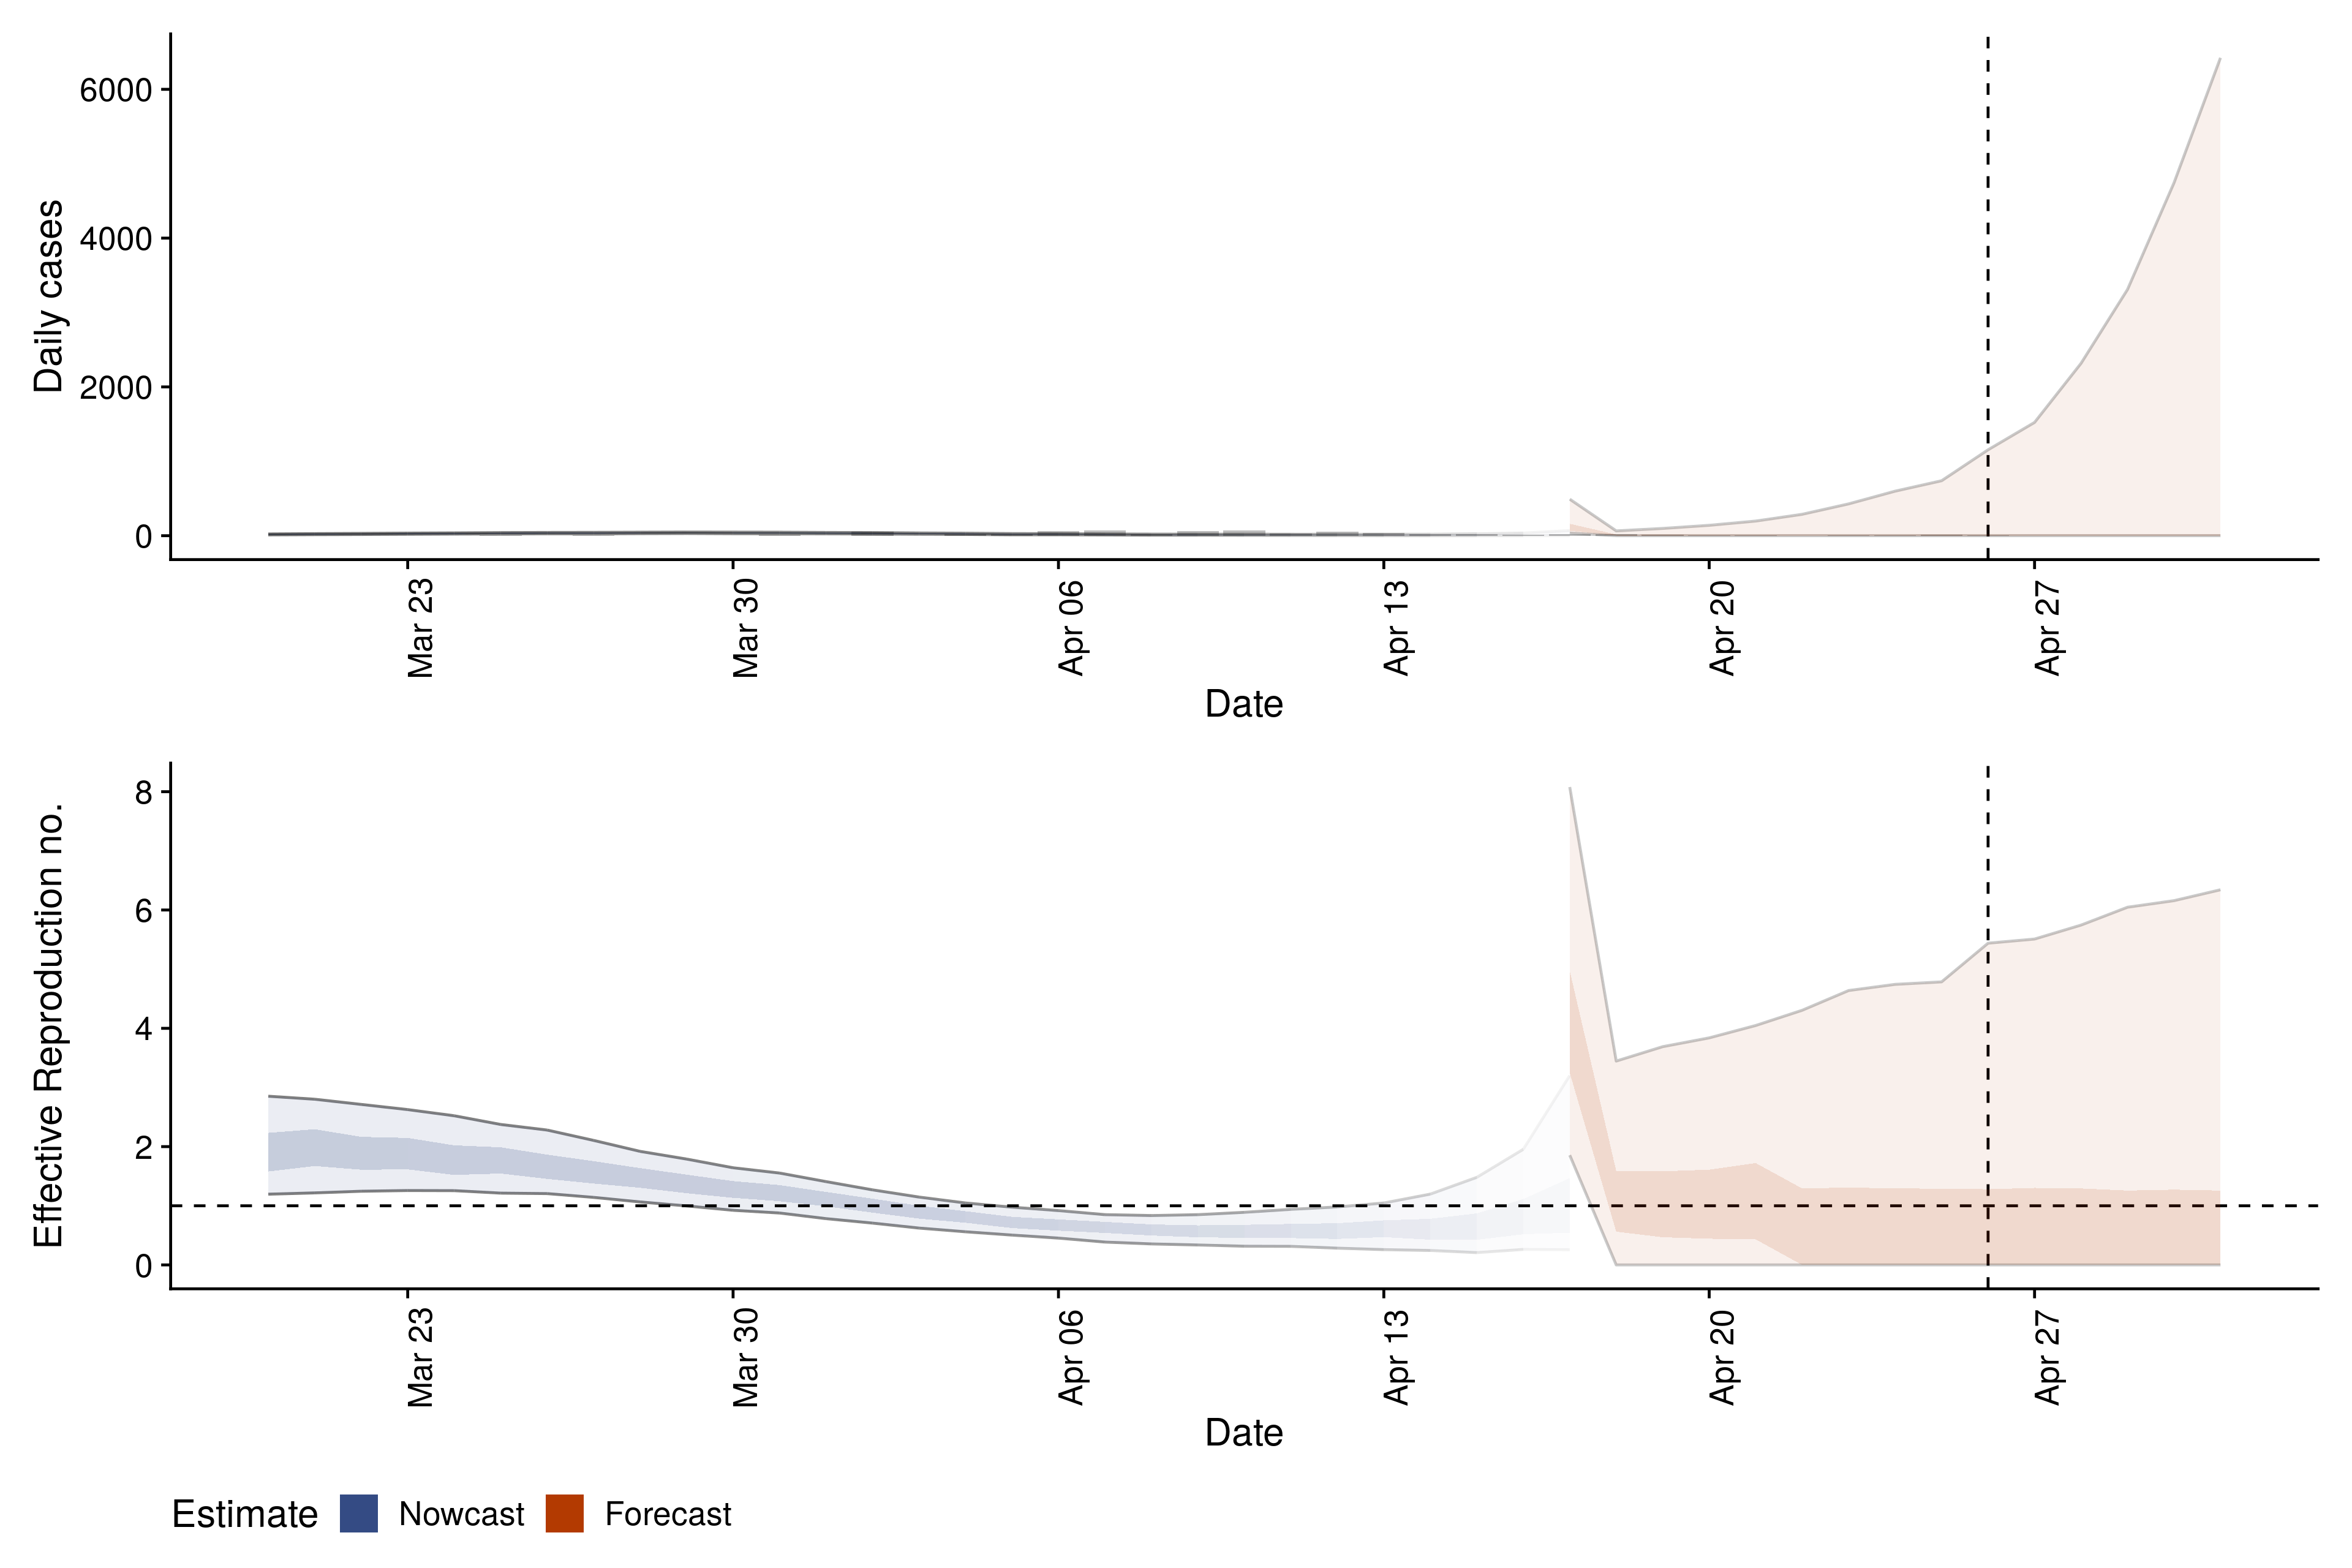 Daily cases
6000
4000
2000
0
Mar 23
Mar 30
Apr 06
Apr 13
Apr 20
Apr 27
Date
Effective Reproduction no.
8
6
4
2
0
Mar 23
Mar 30
Apr 06
Apr 13
Apr 20
Apr 27
Date
Estimate Nowcast Forecast